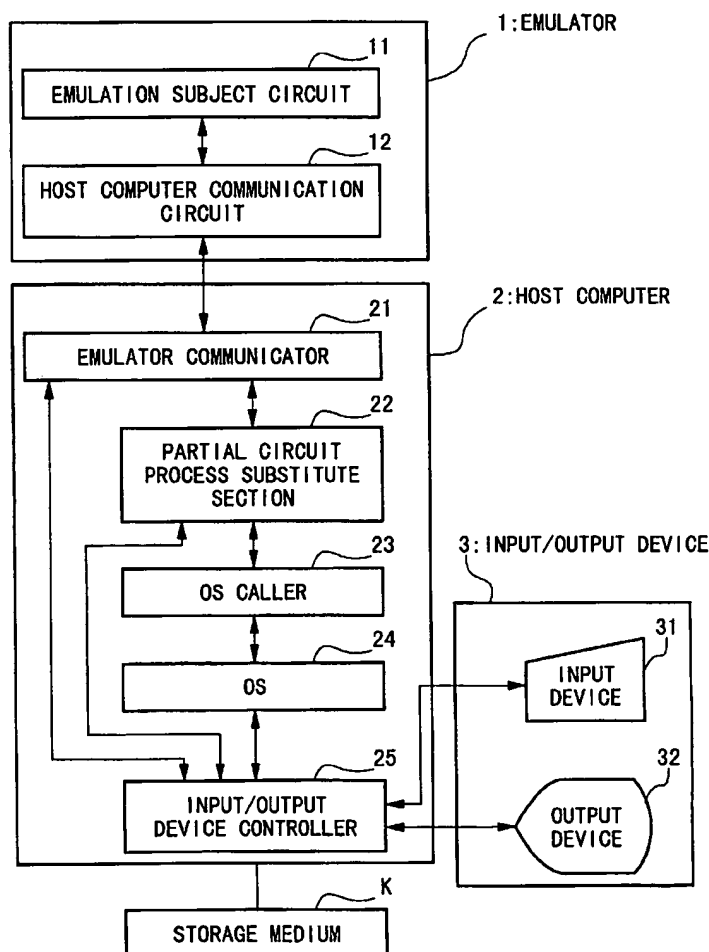 1:EMULATOR
11
EMULATION SUBJECT CIRCUIT
12
HOST COMPUTER COMMUNICATION
CIRCUIT
2:HOST COMPUTER
21
EMULATOR COMMUNICATOR
22
PARTIAL CIRCUIT
PROCESS SUBSTITUTE
SECTION
23
OS CALLER
3:INPUT/OUTPUT DEVICE
24
OS
31
INPUT
DEVICE
25
INPUT/OUTPUT
DEVICE CONTROLLER
32
OUTPUT
DEVICE
K
STORAGE MEDIUM